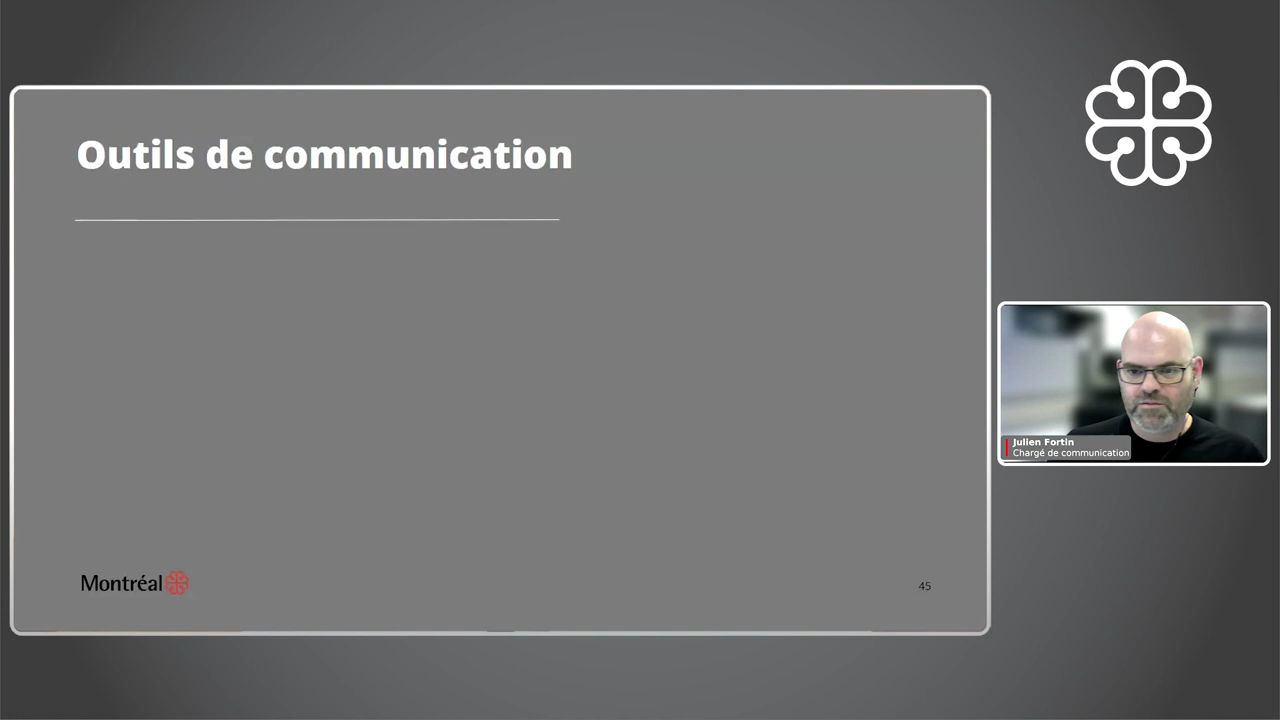 Outils de communication
Julien Fortin
Chargé de communication
Montréal
45